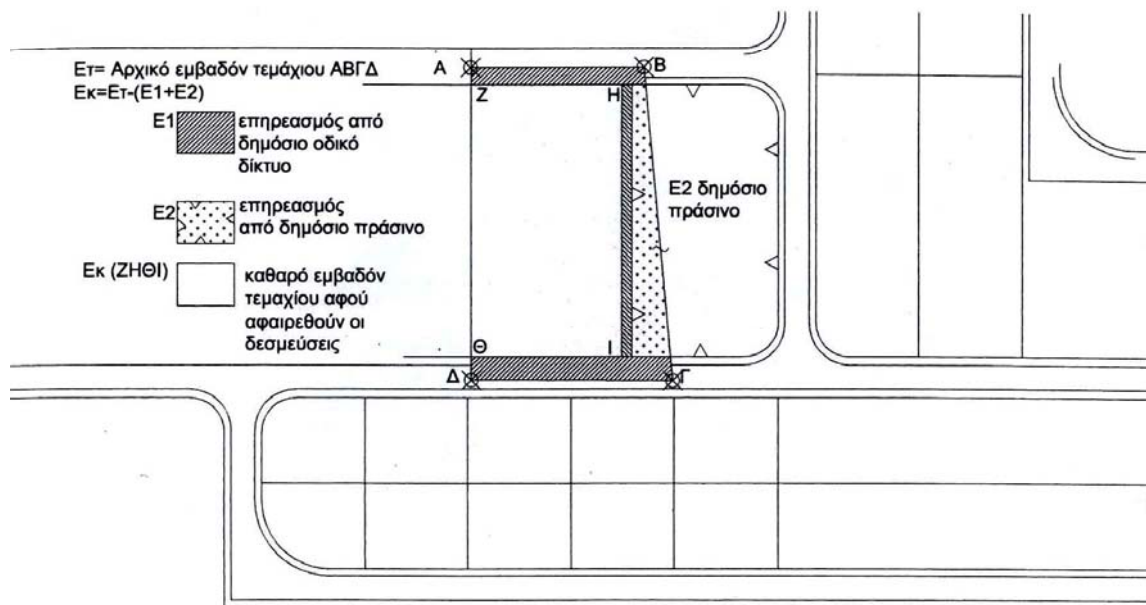 Ετ= Αρχικό εμβαδόν τεμάχιου ΑΒΓΔ
Εκ=Ετ-(Ε1+Ε2)
Ε1
επηρεασμός από
δημόσιο οδικό
δίκτυο
Ε2
επηρεασμός
από δημόσιο πράσινο
Εκ (ΖΗΘΙ)
καθαρό εμβαδόν
τεμαχίου αφού
αφαιρεθούν οι
δεσμεύσεις
Α
Β
Ζ
Η
Ε2 δημόσιο
πράσινο
Θ
Ι
Δ
Γ